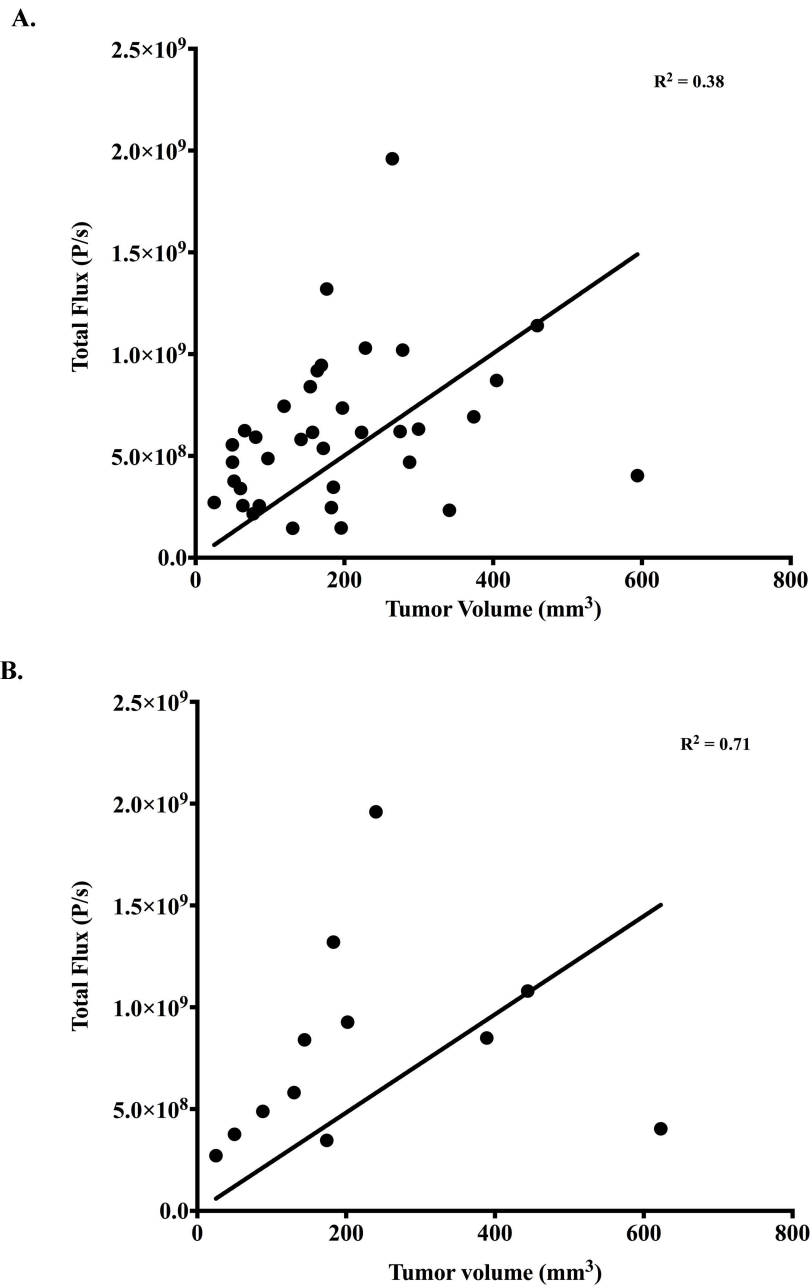 A.
2.5×10⁹
R² = 0.38
2.0×10⁹
1.5×10⁹
Total Flux (P/s)
1.0×10⁹
5.0×10⁸
0.0
0 200 400 600 800
Tumor Volume (mm³)
B.
2.5×10⁹
R² = 0.71
2.0×10⁹
1.5×10⁹
Total Flux (P/s)
1.0×10⁹
5.0×10⁸
0.0
0 200 400 600 800
Tumor volume (mm³)